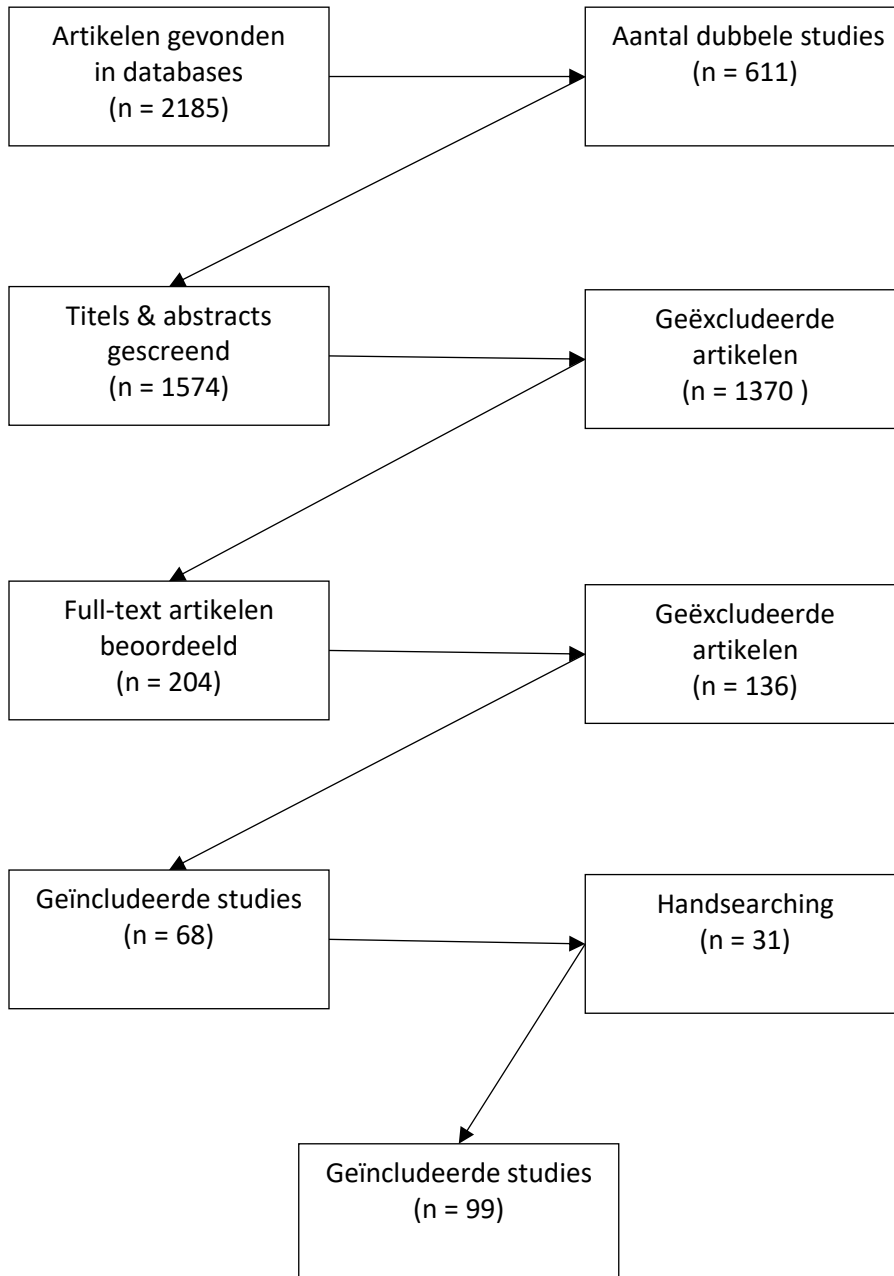 Artikelen gevonden
in databases
(n = 2185)
Aantal dubbele studies
(n = 611)
Titels & abstracts
gescreend
(n = 1574)
Geëxcludeerde
artikelen
(n = 1370 )
Full-text artikelen
beoordeeld
(n = 204)
Geëxcludeerde
artikelen
(n = 136)
Geïncludeerde studies
(n = 68)
Handsearching
(n = 31)
Geïncludeerde studies
(n = 99)